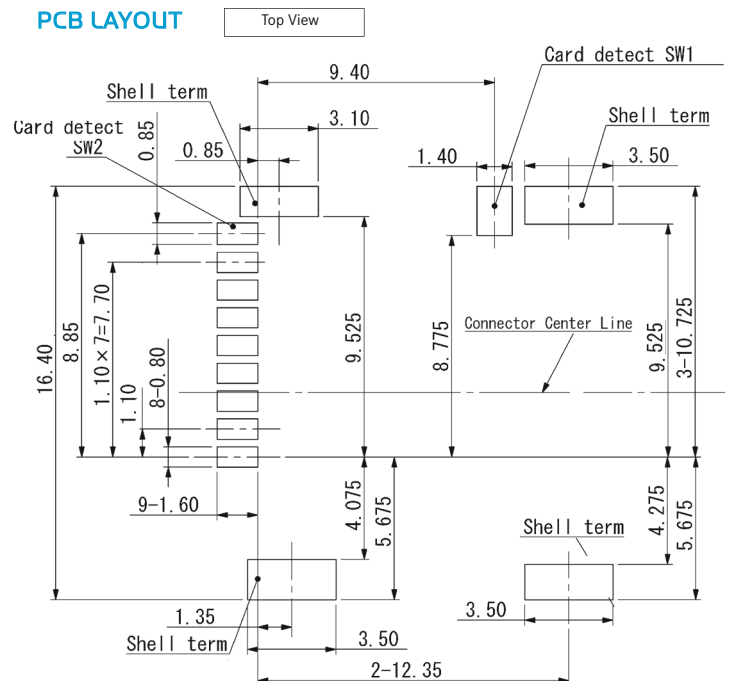 PCB LAYOUT
Top View
9.40
Card detect SW1
Shell term
3.10
Shell term
Card detect
SW2
0.85
0.85
1.40
3.50
16.40
8.85
1.10×7=7.70
1.10
8-0.80
9.525
8.775
Connector Center Line
9.525
3-10.725
9-1.60
4.075
5.675
Shell term
4.275
5.675
1.35
3.50
Shell term
3.50
2-12.35